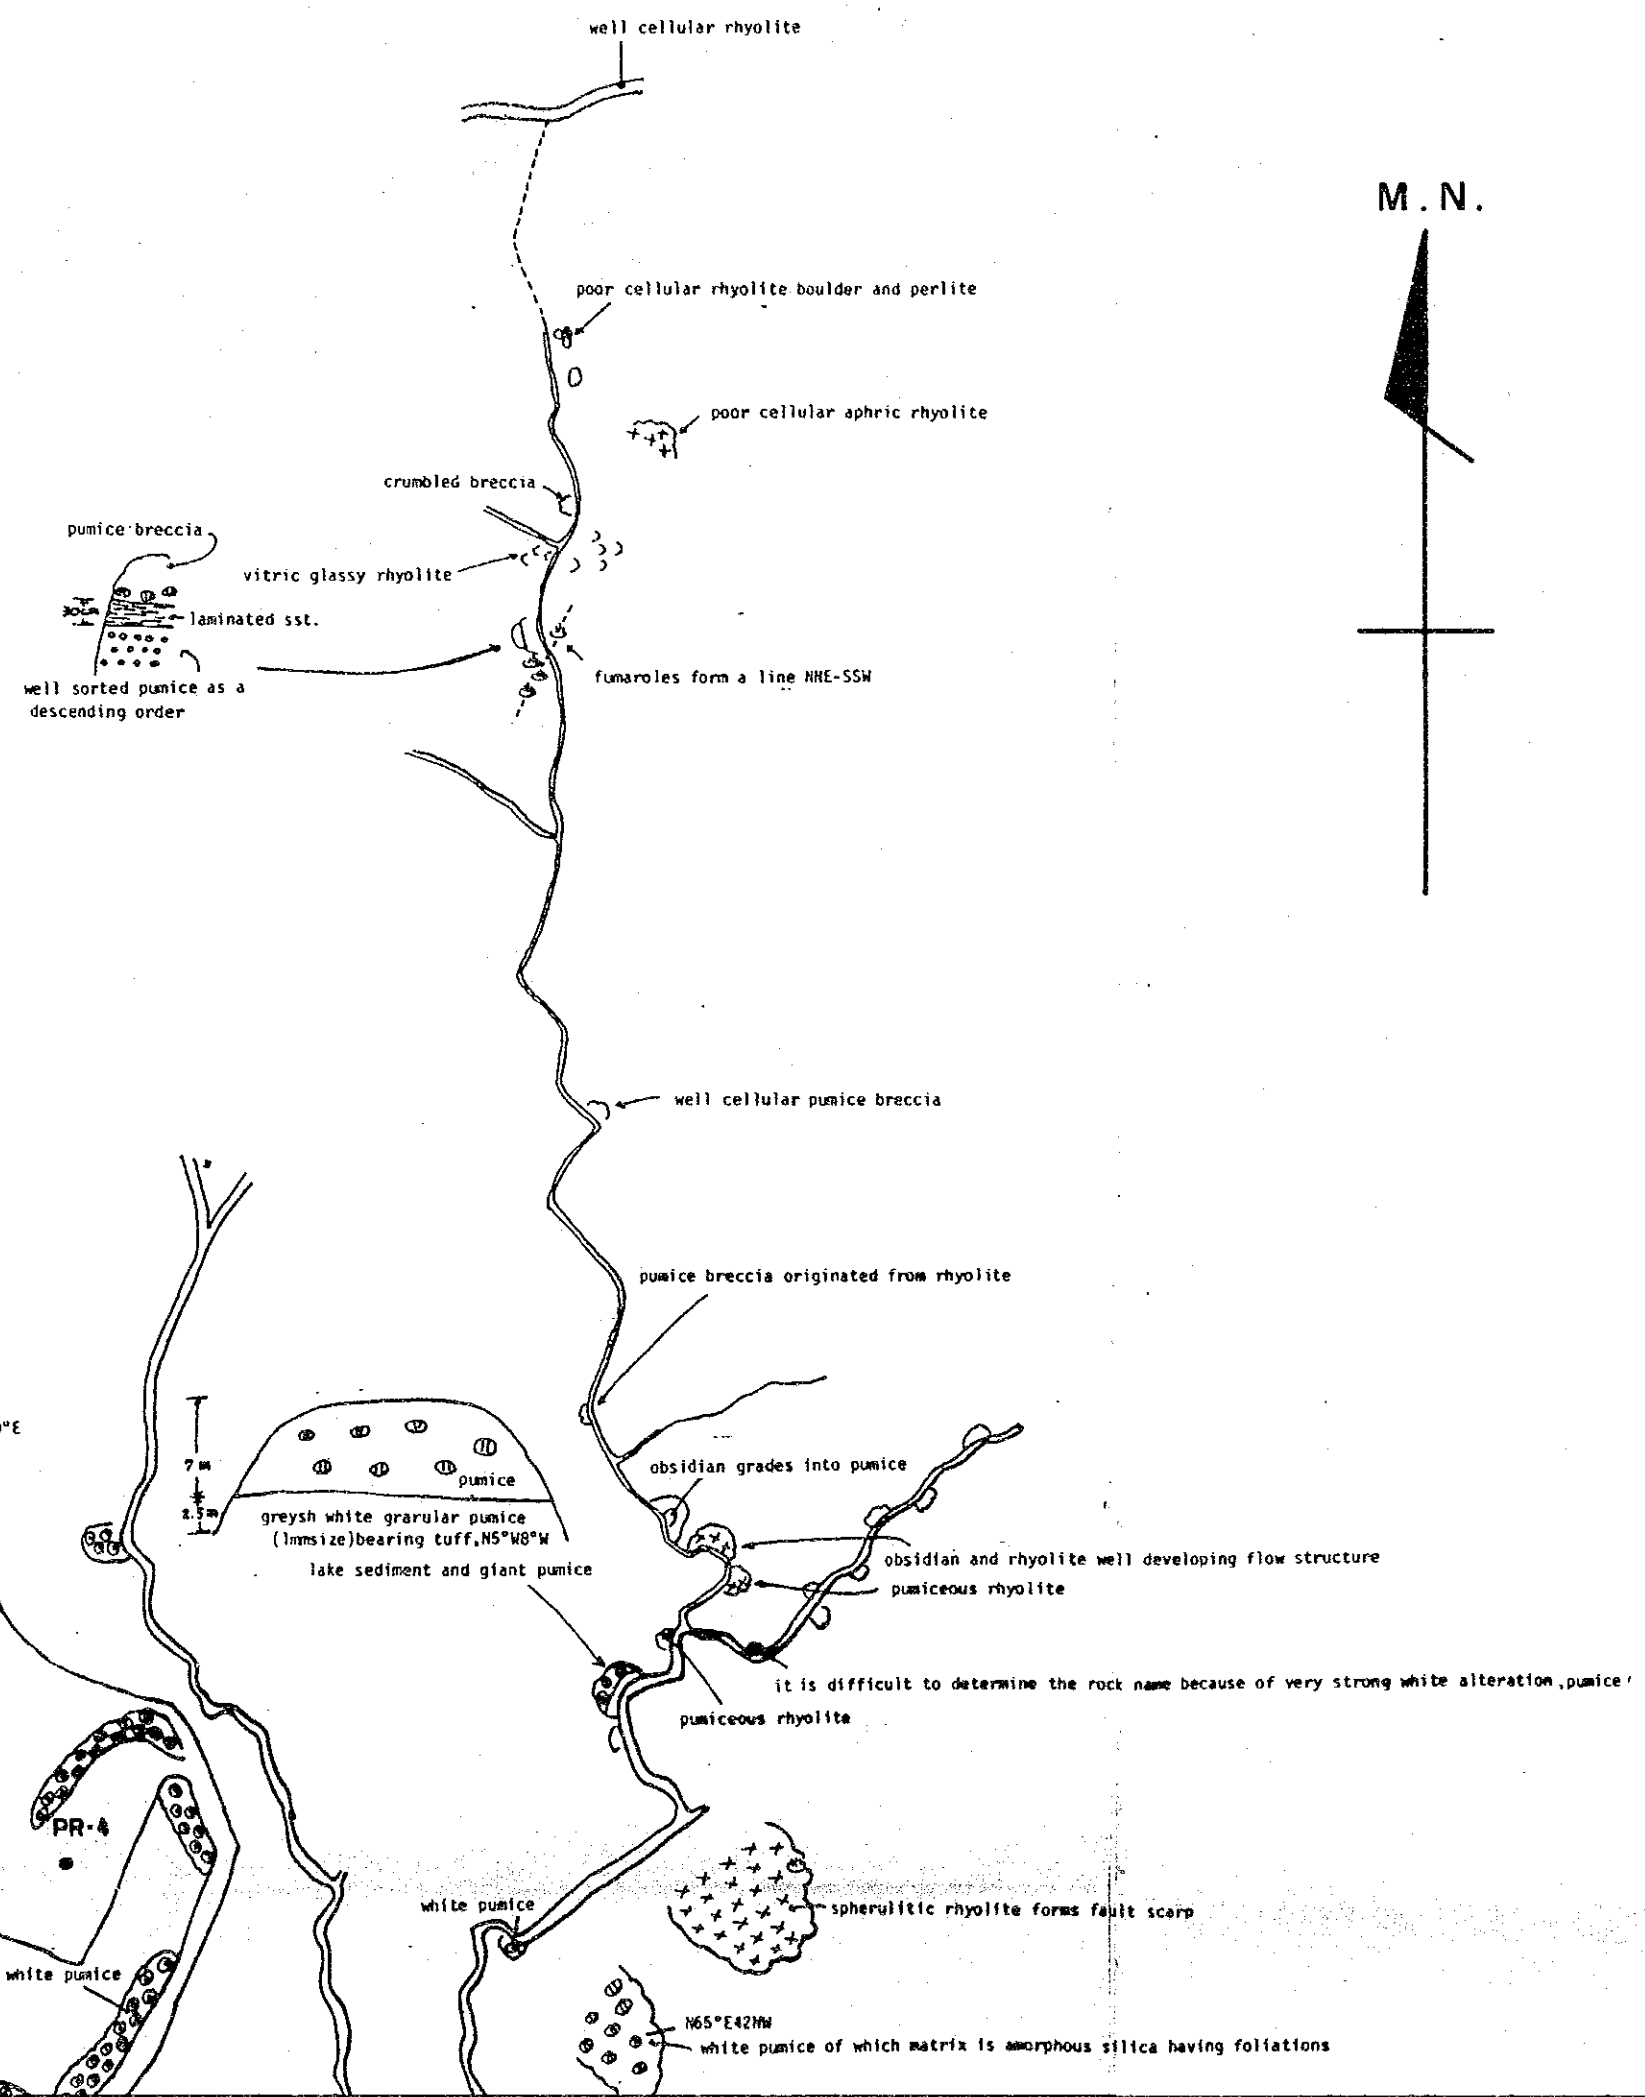 well cellular rhyolite
M.N.
poor cellular rhyolite boulder and perlite
poor cellular aphric rhyolite
crumbled breccia
pumice breccia
vitric glassy rhyolite
30cm
laminated sst.
well sorted pumice as a
descending order
fumaroles form a line NNE-SSW
well cellular pumice breccia
pumice breccia originated from rhyolite
°E
7 m
2.5m
pumice
obsidian grades into pumice
greysh white grarular pumice
(1mmsize)bearing tuff,N5°W8°W
lake sediment and giant pumice
obsidian and rhyolite well developing flow structure
pumiceous rhyolite
it is difficult to determine the rock name because of very strong white alteration,pumice
pumiceous rhyolite
PR-4
white pumice
spherulitic rhyolite forms fault scarp
white pumice
N65°E42NW
white pumice of which matrix is amorphous silica having foliations